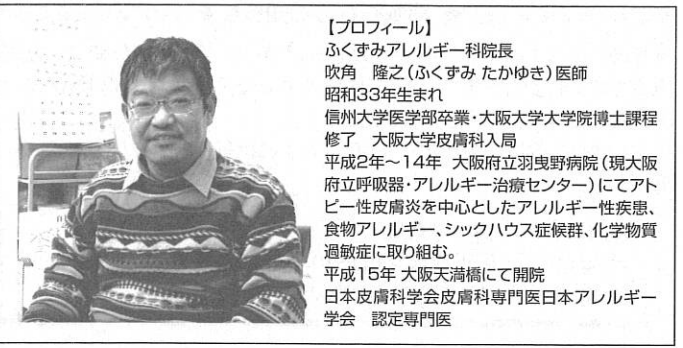 【プロフィール】
ふくずみアレルギー科院長
吹角　隆之（ふくずみ たかゆき）医師
昭和33年生まれ
信州大学医学部卒業・大阪大学大学院博士課程
修了　大阪大学皮膚科入局
平成2年～14年　大阪府立羽曳野病院（現大阪
府立呼吸器・アレルギー治療センター）にてアト
ピー性皮膚炎を中心としたアレルギー性疾患、
食物アレルギー、シックハウス症候群、化学物質
過敏症に取り組む。
平成15年 大阪天満橋にて開院
日本皮膚科学会皮膚科専門医日本アレルギー
学会　認定専門医